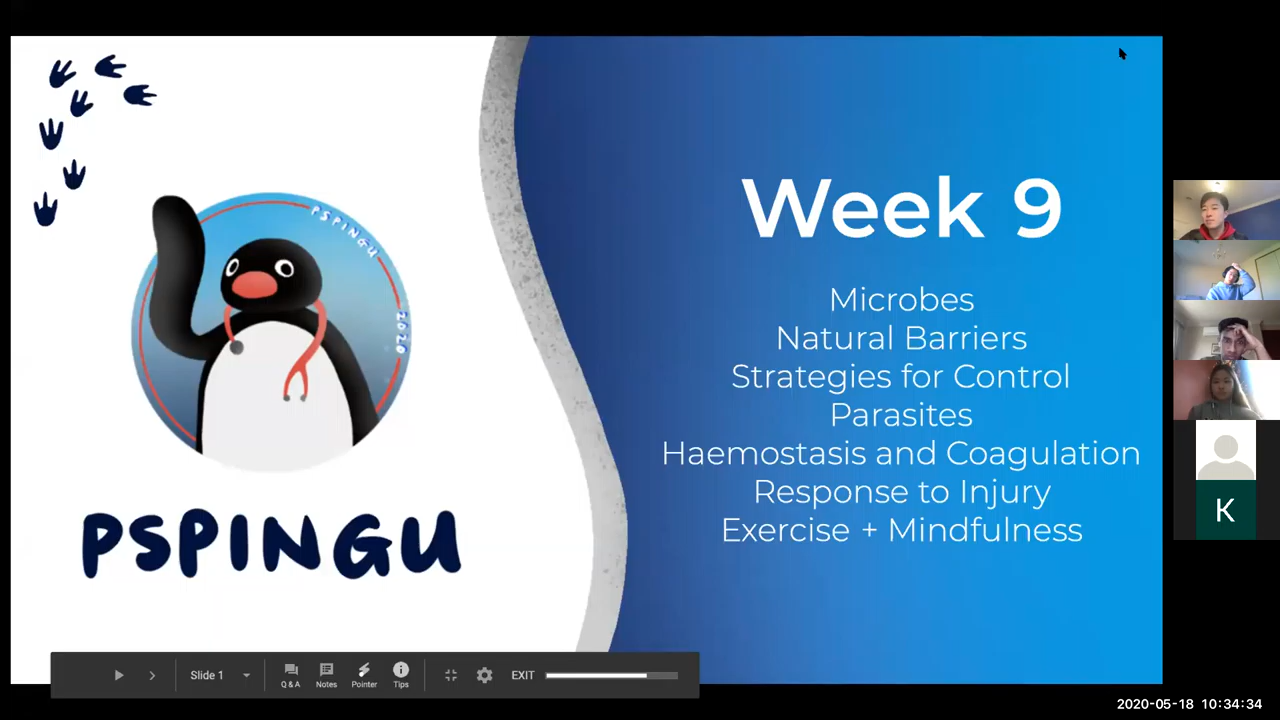 PSPINGU
2020
PSPINGU
Week 9
Microbes
Natural Barriers
Strategies for Control
Parasites
Haemostasis and Coagulation
Response to Injury
Exercise + Mindfulness
K
Slide 1
Q & A
Notes
Pointer
Tips
EXIT
2020-05-18 10:34:34